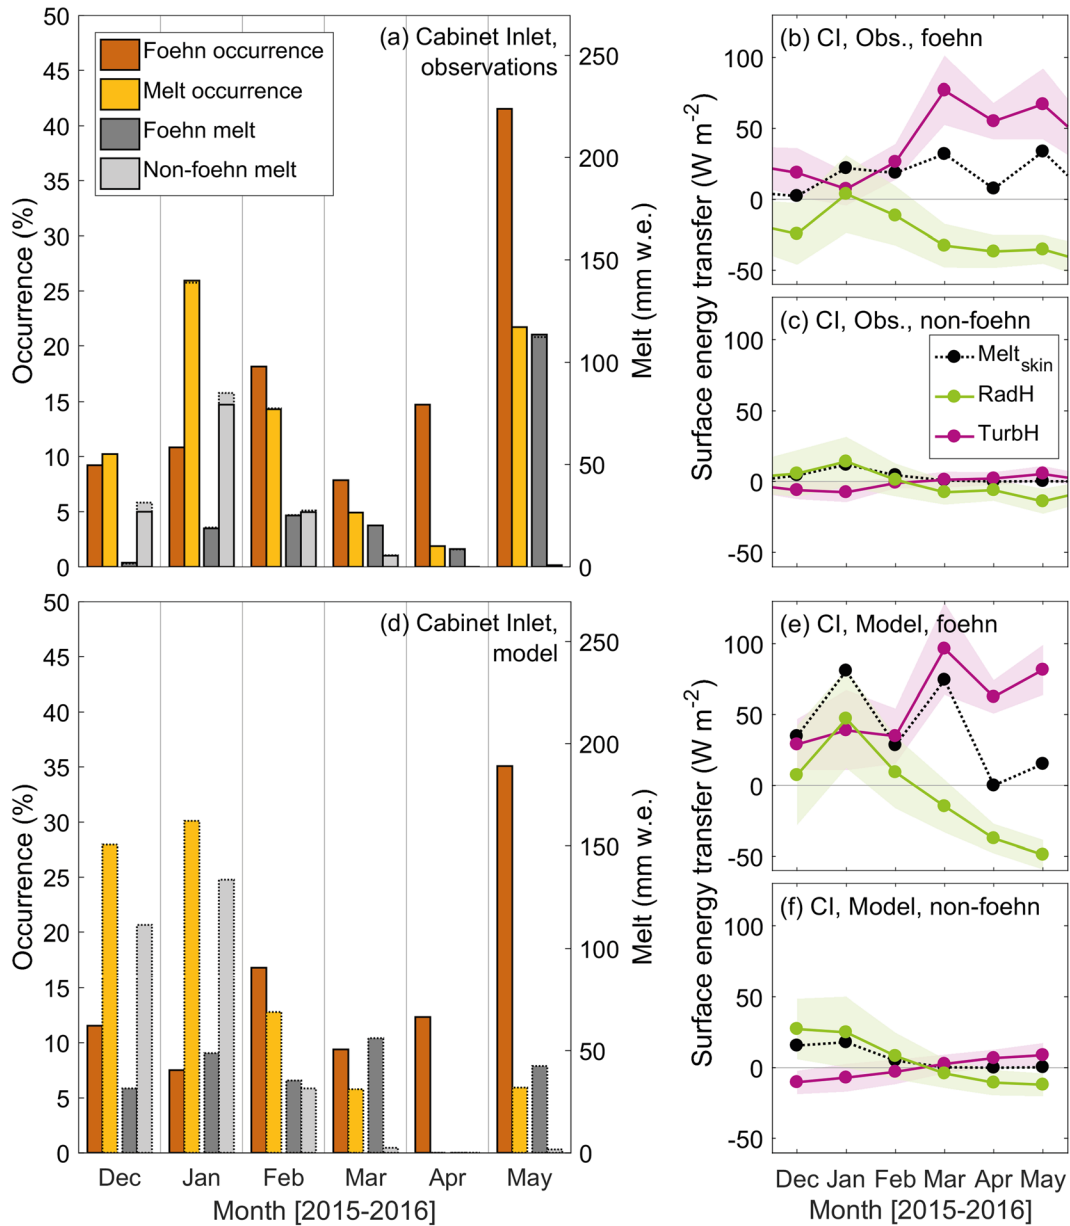 (a) Cabinet Inlet,
observations
Foehn occurrence
Melt occurrence
Foehn melt
Non-foehn melt
Occurrence (%)
50
45
40
35
30
25
20
15
10
5
0
Melt (mm w.e.)
250
200
150
100
50
0
(b) CI, Obs., foehn
100
50
0
-50
Surface energy transfer (W m-2)
(c) CI, Obs., non-foehn
Meltskin
RadH
TurbH
100
50
0
-50
(d) Cabinet Inlet,
model
Occurrence (%)
50
45
40
35
30
25
20
15
10
5
0
Melt (mm w.e.)
250
200
150
100
50
0
Dec Jan Feb Mar Apr May
Month [2015-2016]
(e) CI, Model, foehn
100
50
0
-50
Surface energy transfer (W m-2)
(f) CI, Model, non-foehn
100
50
0
-50
Dec Jan Feb Mar Apr May
Month [2015-2016]